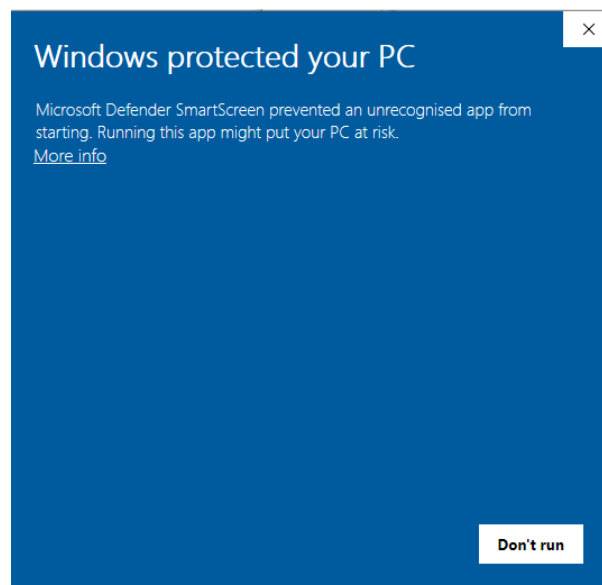 Windows protected your PC
Microsoft Defender SmartScreen prevented an unrecognised app from
starting. Running this app might put your PC at risk.
More info
Don't run